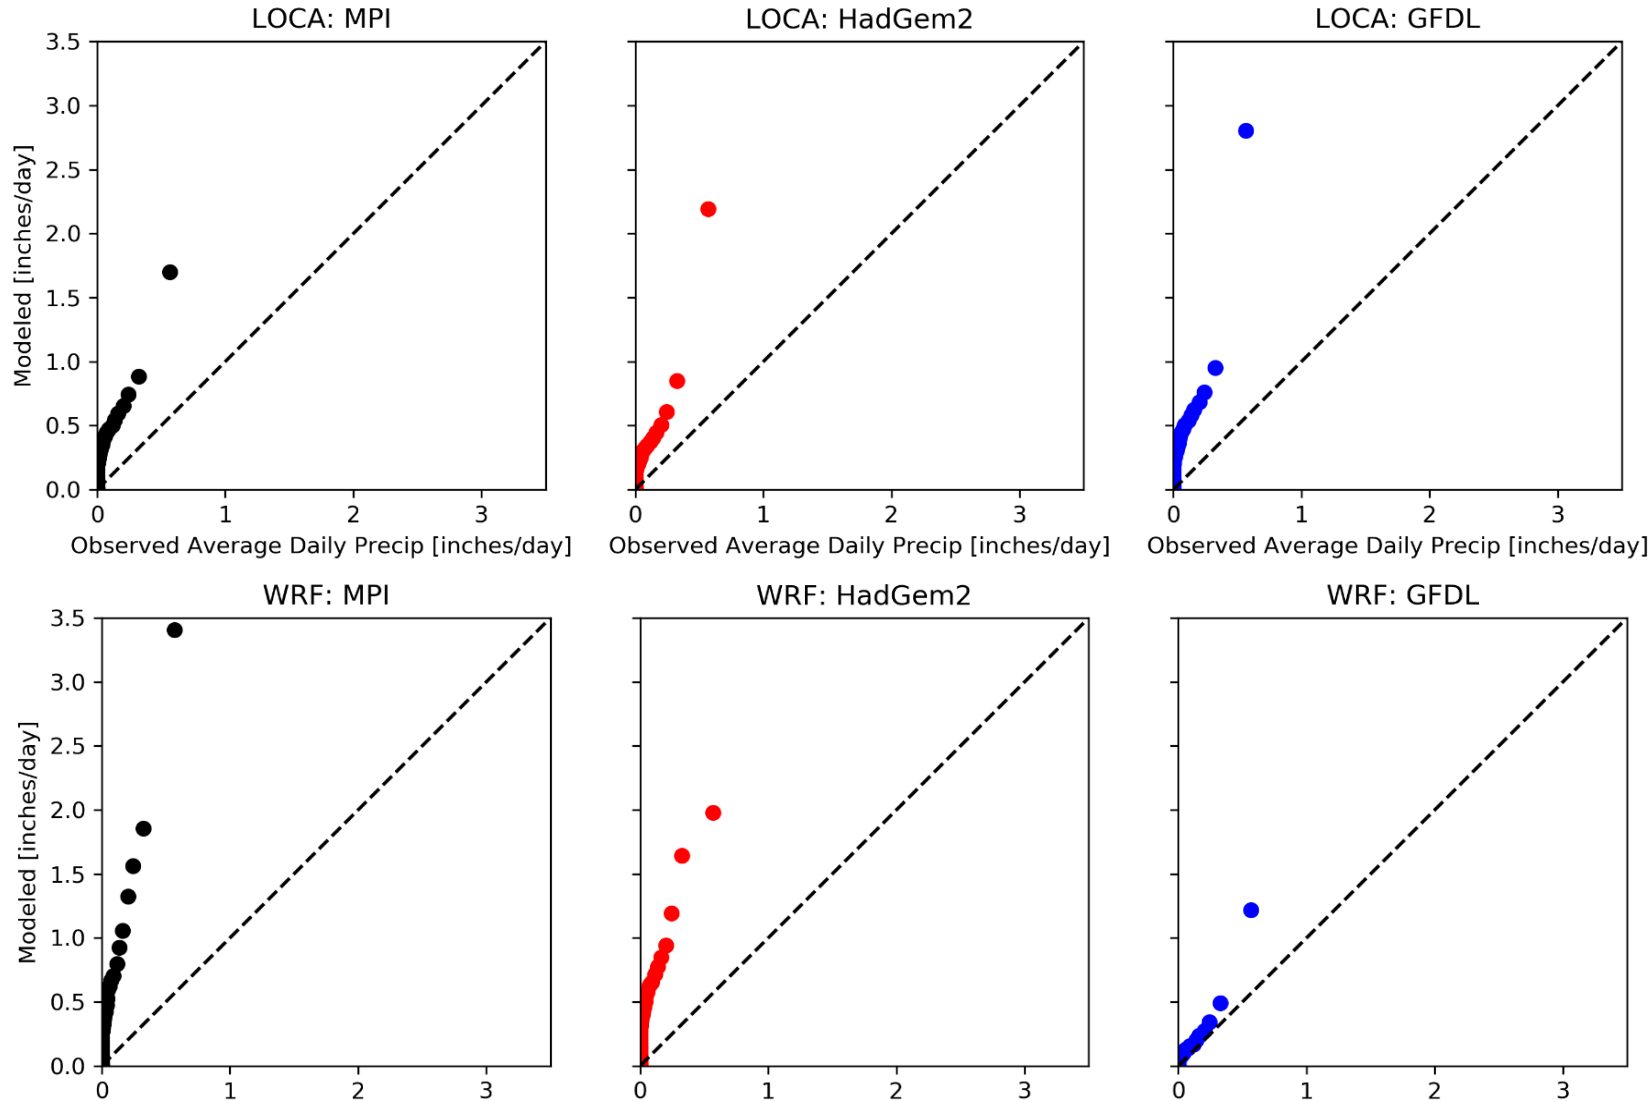 LOCA: MPI
LOCA: HadGem2
LOCA: GFDL
3.5
3.0
2.5
2.0
1.5
1.0
0.5
0.0
Modeled [inches/day]
0 1 2 3
0 1 2 3
0 1 2 3
Observed Average Daily Precip [inches/day]
Observed Average Daily Precip [inches/day]
Observed Average Daily Precip [inches/day]
WRF: MPI
WRF: HadGem2
WRF: GFDL
3.5
3.0
2.5
2.0
1.5
1.0
0.5
0.0
Modeled [inches/day]
0 1 2 3
0 1 2 3
0 1 2 3